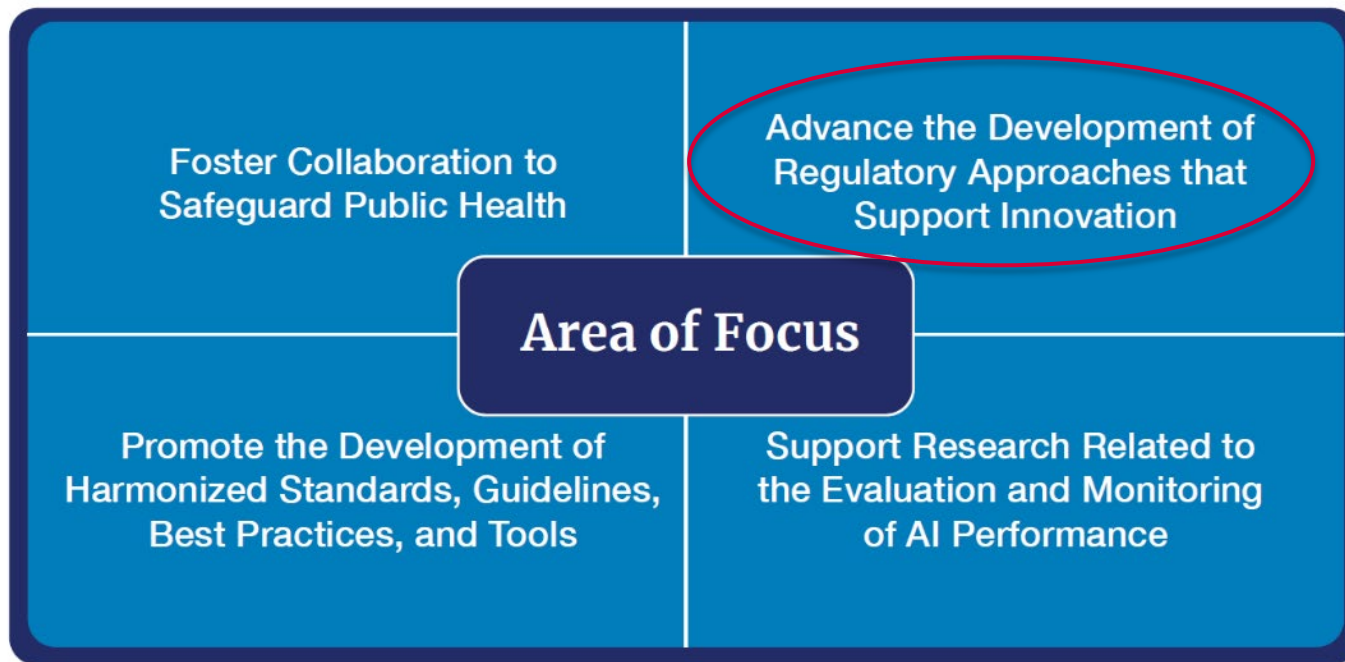 Foster Collaboration to
Safeguard Public Health
Advance the Development of
Regulatory Approaches that
Support Innovation
Area of Focus
Promote the Development of
Harmonized Standards, Guidelines,
Best Practices, and Tools
Support Research Related to
the Evaluation and Monitoring
of AI Performance